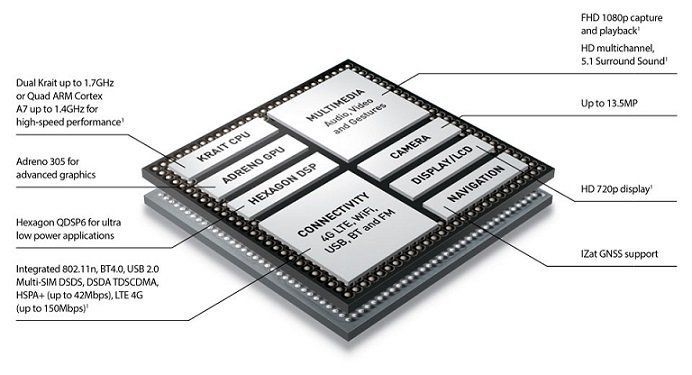 Dual Krait up to 1.7GHz
or Quad ARM Cortex
A7 up to 1.4GHz for
high-speed performance¹
Adreno 305 for
advanced graphics
Hexagon QDSP6 for ultra
low power applications
Integrated 802.11n, BT4.0, USB 2.0
Multi-SIM DSDS, DSDA TDSCDMA,
HSPA+ (up to 42Mbps), LTE 4G
(up to 150Mbps)¹
KRAIT CPU
ADRENO GPU
HEXAGON DSP
MULTIMEDIA
Audio, Video
and Gestures
CAMERA
DISPLAY/LCD
NAVIGATION
CONNECTIVITY
4G LTE, WiFi,
USB, BT and FM
FHD 1080p capture
and playback¹
HD multichannel,
5.1 Surround Sound¹
Up to 13.5MP
HD 720p display¹
IZat GNSS support